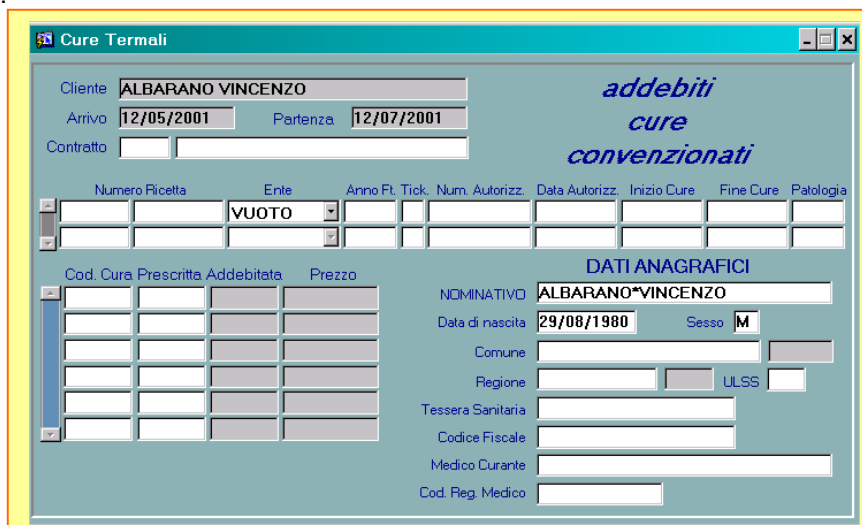 .
Cure Termali
Cliente ALBARANO VINCENZO
addebiti
Arrivo 12/05/2001 Partenza 12/07/2001
cure
Contratto
convenzionati
Numero Ricetta Ente Anno Ft. Tick. Num. Autorizz. Data Autorizz. Inizio Cure Fine Cure Patologia
VUOTO
DATI ANAGRAFICI
Cod. Cura Prescritta Addebitata Prezzo
NOMINATIVO ALBARANO*VINCENZO
Data di nascita 29/08/1980 Sesso M
Comune
Regione ULSS
Tessera Sanitaria
Codice Fiscale
Medico Curante
Cod. Reg. Medico